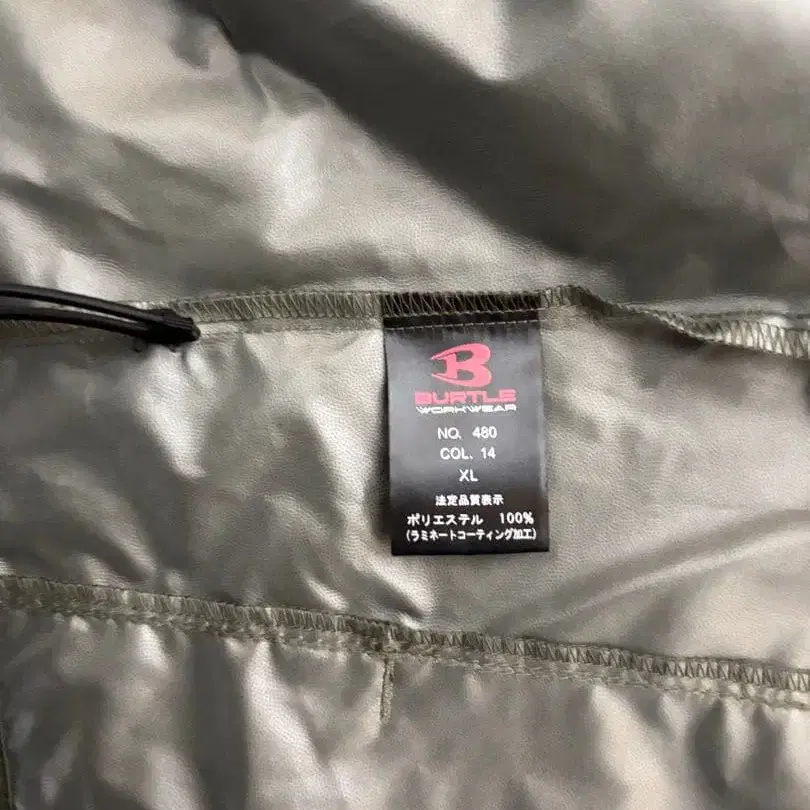 B
BURTLE
WORKWEAR
NO. 480
COL. 14
XL
法定品質表示
ポリエステル 100%
(ラミネートコーティング加工)